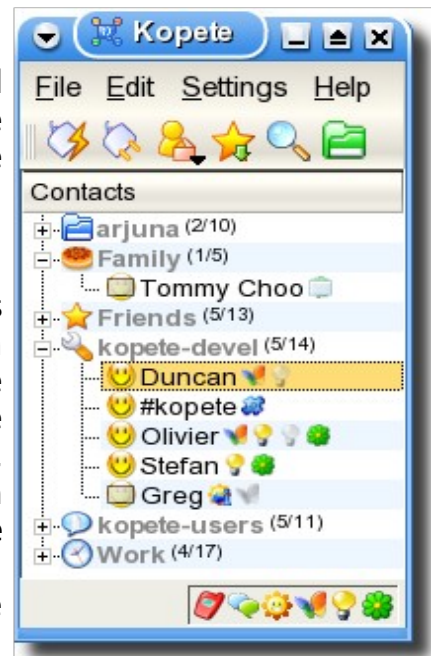 Kopete
File Edit Settings Help
Contacts
arjuna (2/10)
Family (1/5)
Tommy Choo
Friends (5/13)
kopete-devel (5/14)
Duncan
#kopete
Olivier
Stefan
Greg
kopete-users (5/11)
Work (4/17)